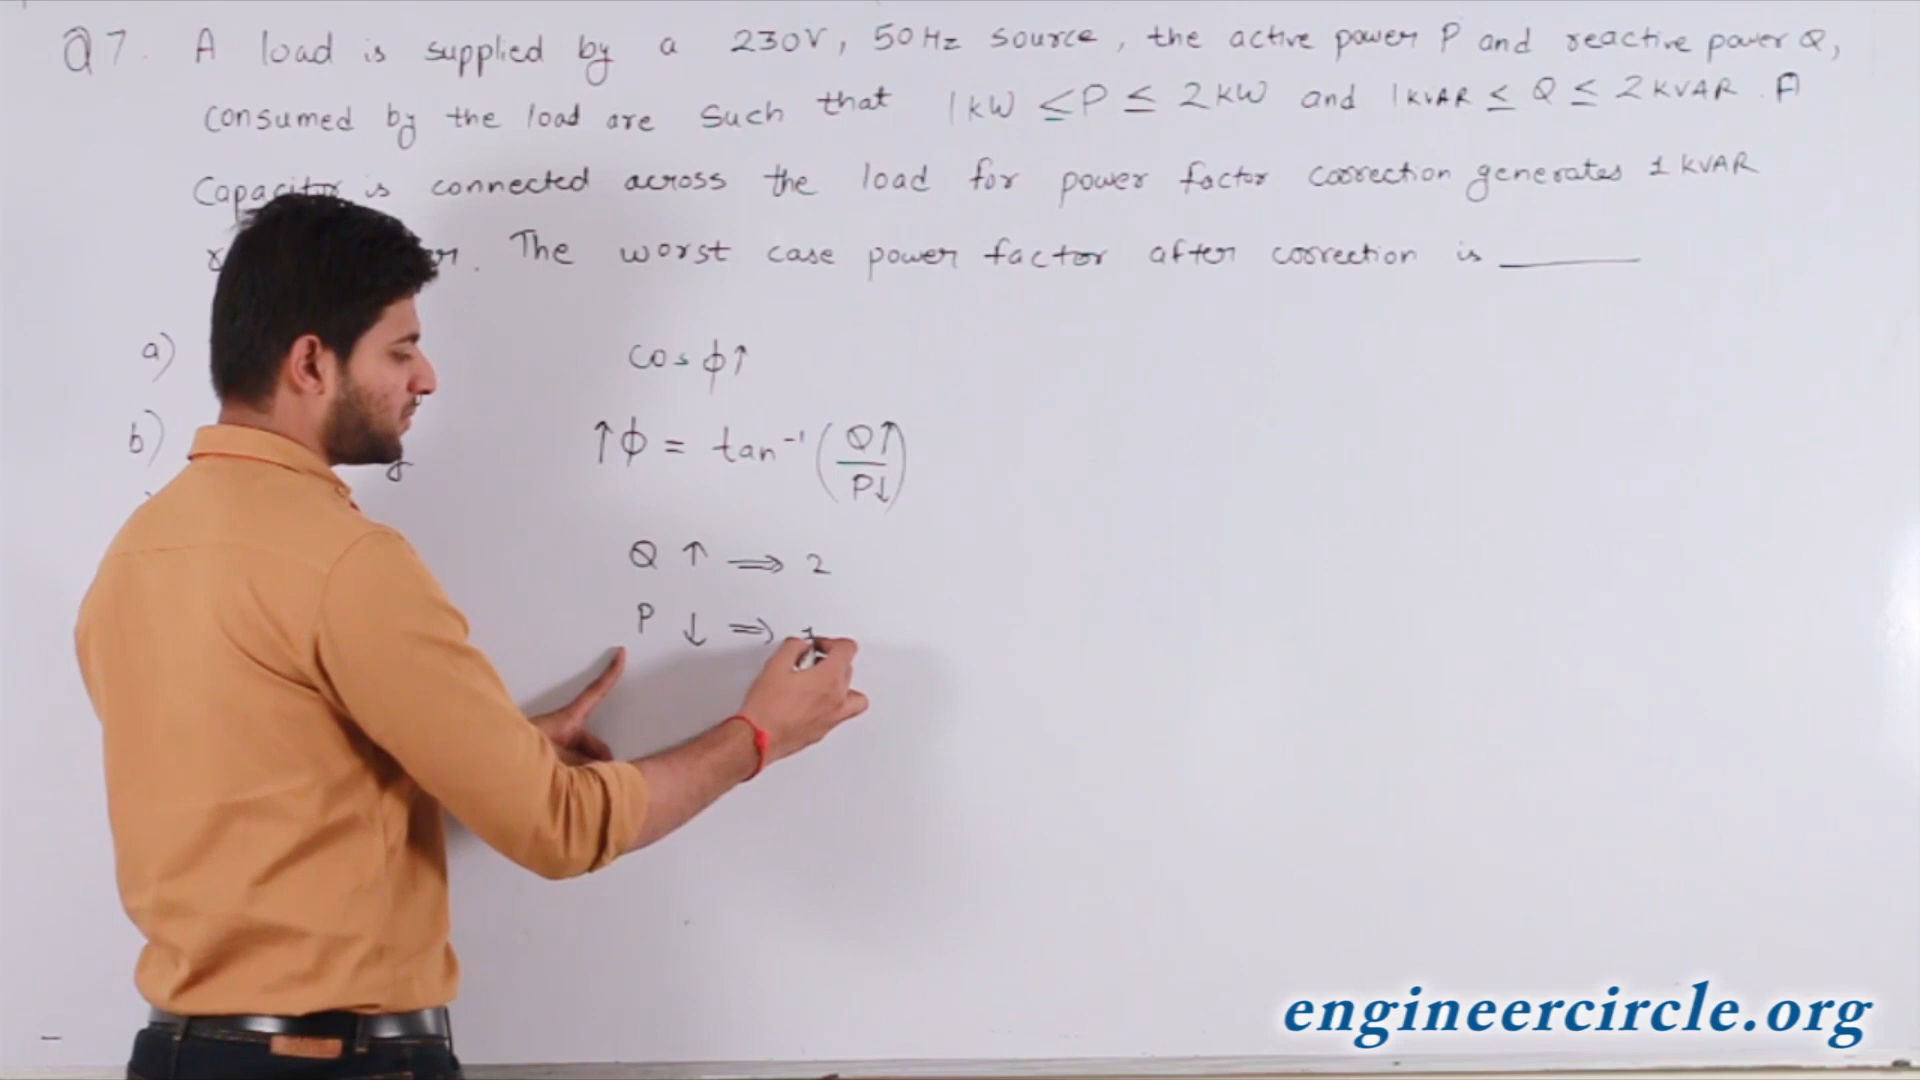 Q7. A load is supplied by a 230V, 50Hz source, the active power P and reactive power Q,
consumed by the load are such that 1kW ≤ P ≤ 2kW and 1kVAR ≤ Q ≤ 2kVAR. A
Capacitor is connected across the load for power factor correction generates 1 kVAR
The worst case power factor after correction is ______
a) cos ϕ↑
b) ↑ϕ = tan⁻¹ (Q↑/P↓)
Q ↑ ⇒ 2
P ↓ ⇒
engineercircle.org